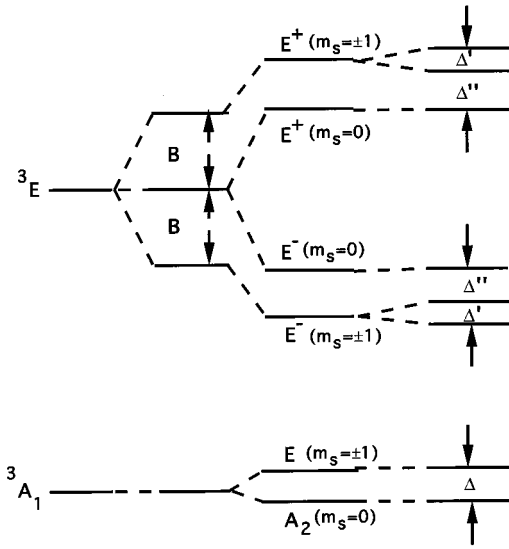 E⁺ (mₛ=±1)
Δ'
Δ''
E⁺ (mₛ=0)
B
³E
B
E⁻ (mₛ=0)
Δ''
Δ'
E⁻ (mₛ=±1)
E (mₛ=±1)
³A₁
Δ
A₂ (mₛ=0)